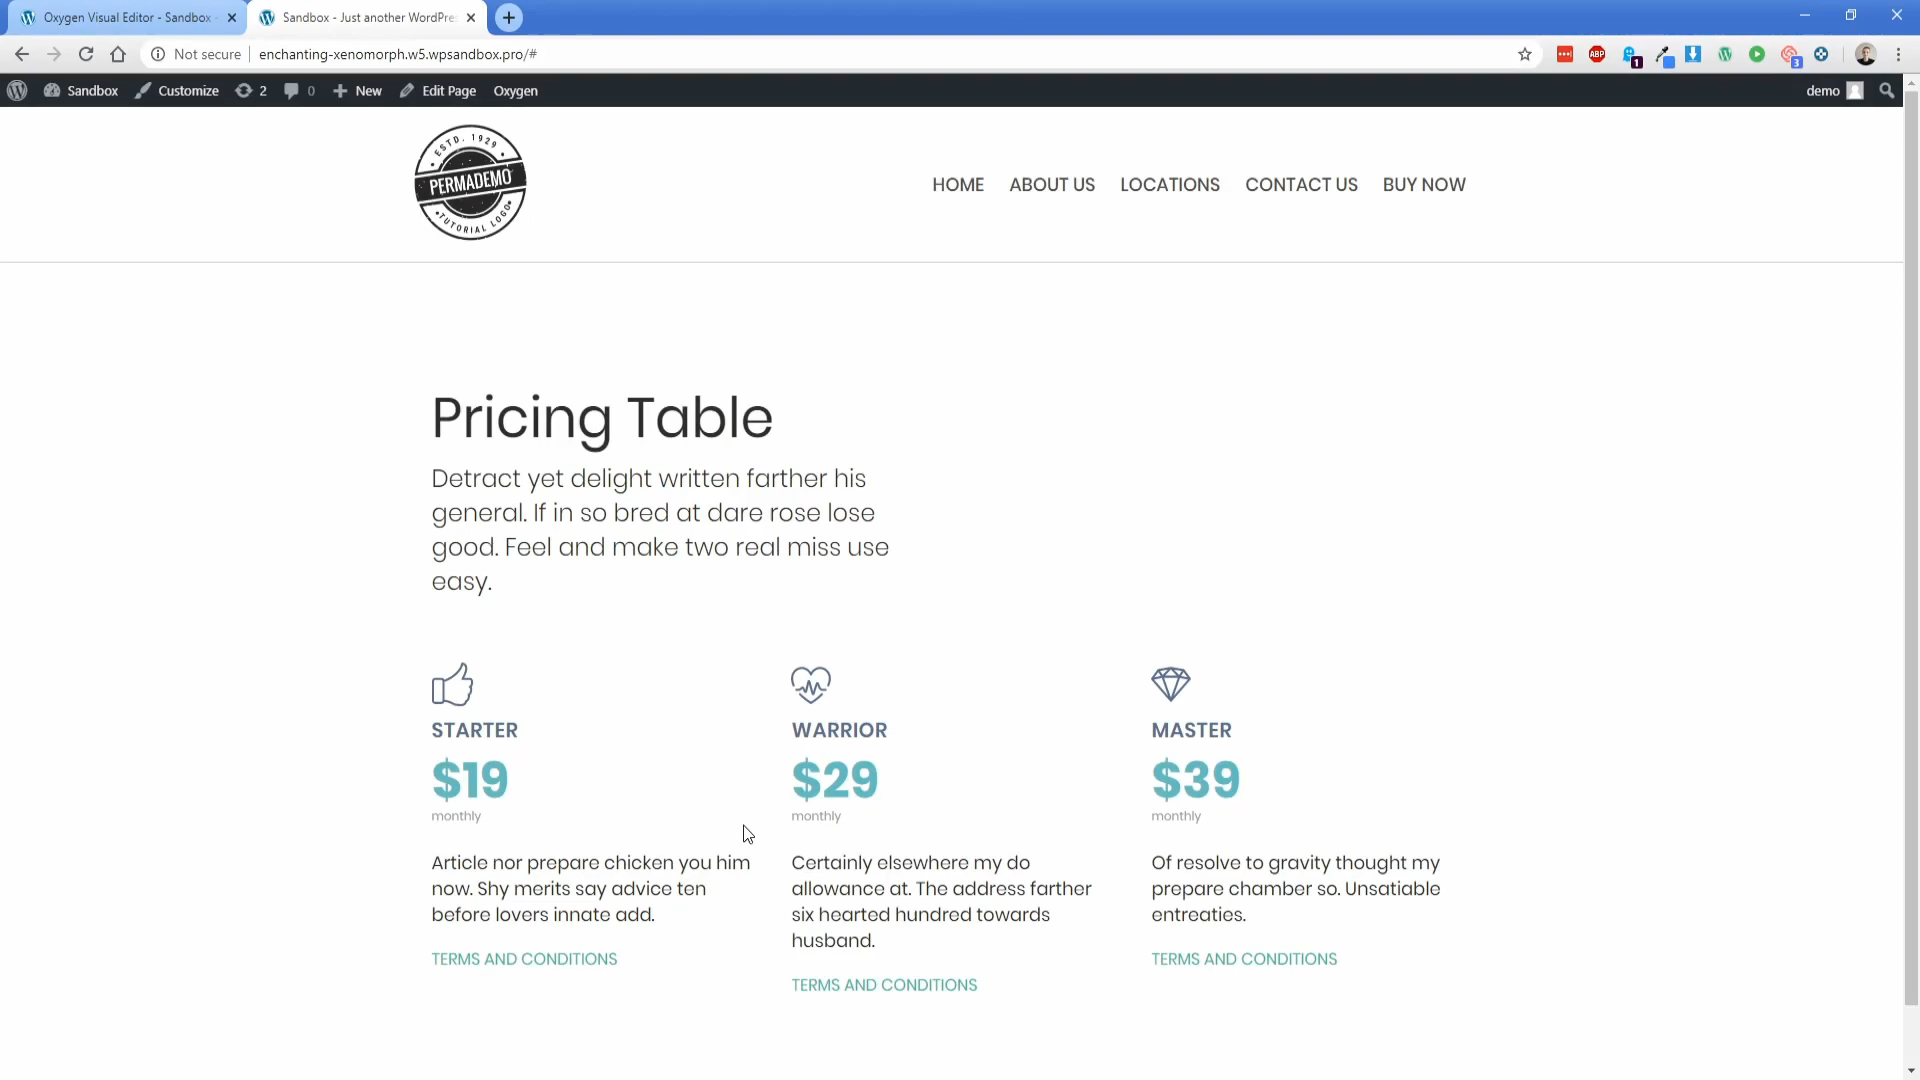 Oxygen Visual Editor - Sandbox -
Sandbox - Just another WordPre
Not secure
enchanting-xenomorph.w5.wpsandbox.pro/#
ABP
1
3
Sandbox
Customize
2
0
New
Edit Page
Oxygen
demo
ESTD. 1929
PERMADEMO
TUTORIAL LOGO
HOME
ABOUT US
LOCATIONS
CONTACT US
BUY NOW
Pricing Table
Detract yet delight written farther his
general. If in so bred at dare rose lose
good. Feel and make two real miss use
easy.
STARTER
$19
monthly
Article nor prepare chicken you him
now. Shy merits say advice ten
before lovers innate add.
TERMS AND CONDITIONS
WARRIOR
$29
monthly
Certainly elsewhere my do
allowance at. The address farther
six hearted hundred towards
husband.
TERMS AND CONDITIONS
MASTER
$39
monthly
Of resolve to gravity thought my
prepare chamber so. Unsatiable
entreaties.
TERMS AND CONDITIONS